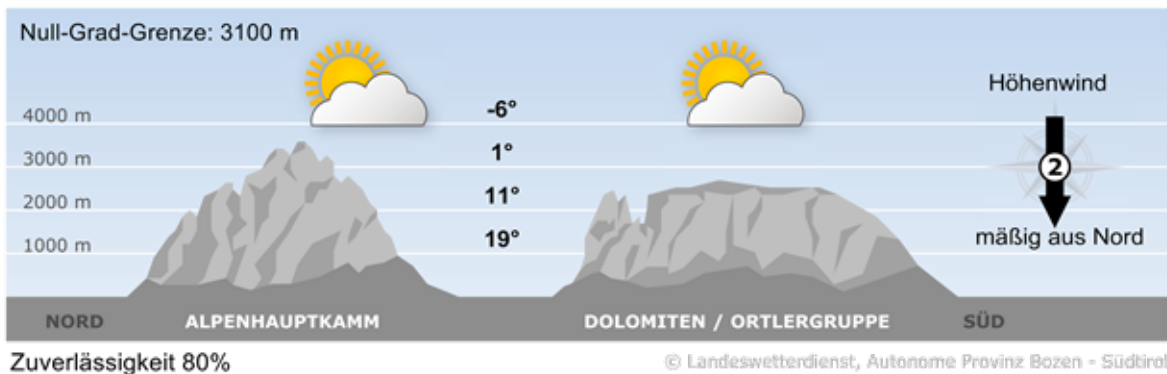 Null-Grad-Grenze: 3100 m
Höhenwind
4000 m
-6°
3000 m
1°
2
2000 m
11°
mäßig aus Nord
1000 m
19°
NORD
ALPENHAUPTKAMM
DOLOMITEN / ORTLERGRUPPE
SÜD
Zuverlässigkeit 80%
© Landeswetterdienst, Autonome Provinz Bozen - Südtirol